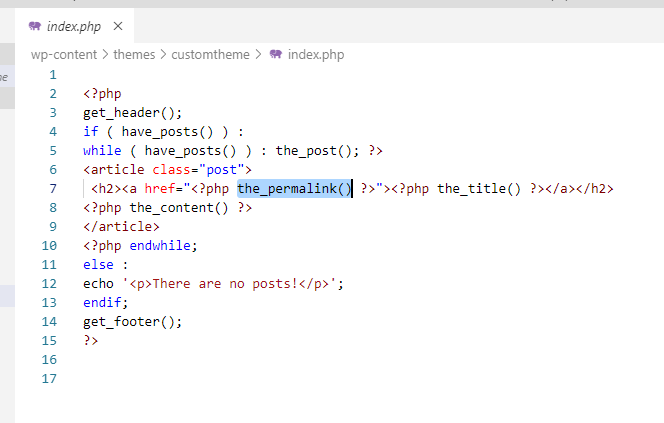 index.php ×
ne
wp-content > themes > customtheme > index.php
1
2 <?php
3 get_header();
4 if ( have_posts() ) :
5 while ( have_posts() ) : the_post(); ?>
6 <article class="post">
7 <h2><a href="<?php the_permalink() ?>"><?php the_title() ?></a></h2>
8 <?php the_content() ?>
9 </article>
10 <?php endwhile;
11 else :
12 echo '<p>There are no posts!</p>';
13 endif;
14 get_footer();
15 ?>
16
17